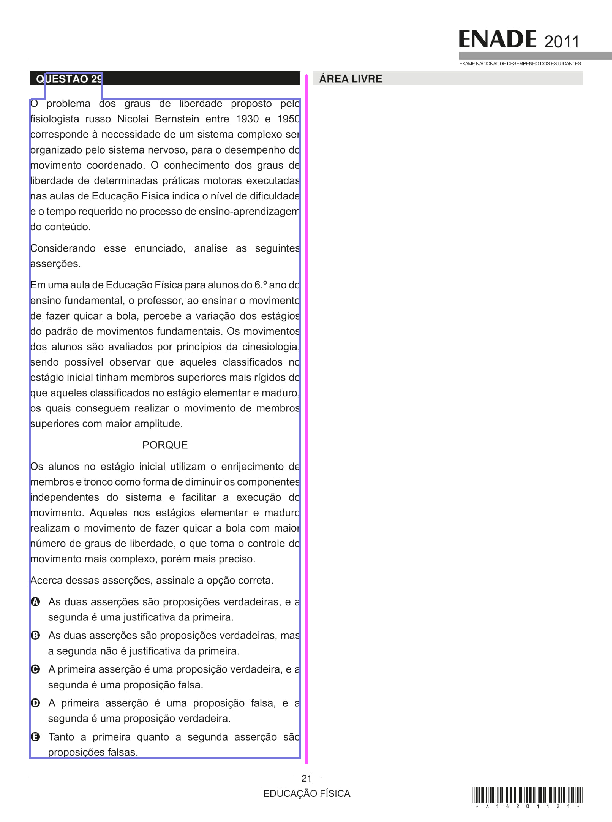 ENADE 2011
EXAME NACIONAL DE DESEMPENHO DOS ESTUDANTES
QUESTÃO 29
ÁREA LIVRE
O problema dos graus de liberdade proposto pelo
fisiologista russo Nicolai Bernstein entre 1930 e 1950
corresponde à necessidade de um sistema complexo ser
organizado pelo sistema nervoso, para o desempenho do
movimento coordenado. O conhecimento dos graus de
liberdade de determinadas práticas motoras executadas
nas aulas de Educação Física indica o nível de dificuldade
e o tempo requerido no processo de ensino-aprendizagem
do conteúdo.
Considerando esse enunciado, analise as seguintes
asserções.
Em uma aula de Educação Física para alunos do 6.º ano do
ensino fundamental, o professor, ao ensinar o movimento
de fazer quicar a bola, percebe a variação dos estágios
do padrão de movimentos fundamentais. Os movimentos
dos alunos são avaliados por princípios da cinesiologia,
sendo possível observar que aqueles classificados no
estágio inicial tinham membros superiores mais rígidos do
que aqueles classificados no estágio elementar e maduro,
os quais conseguem realizar o movimento de membros
superiores com maior amplitude.
PORQUE
Os alunos no estágio inicial utilizam o enrijecimento de
membros e tronco como forma de diminuir os componentes
independentes do sistema e facilitar a execução do
movimento. Aqueles nos estágios elementar e maduro
realizam o movimento de fazer quicar a bola com maior
número de graus de liberdade, o que torna o controle do
movimento mais complexo, porém mais preciso.
Acerca dessas asserções, assinale a opção correta.
A As duas asserções são proposições verdadeiras, e a
segunda é uma justificativa da primeira.
B As duas asserções são proposições verdadeiras, mas
a segunda não é justificativa da primeira.
C A primeira asserção é uma proposição verdadeira, e a
segunda é uma proposição falsa.
D A primeira asserção é uma proposição falsa, e a
segunda é uma proposição verdadeira.
E Tanto a primeira quanto a segunda asserção são
proposições falsas.
21
EDUCAÇÃO FÍSICA